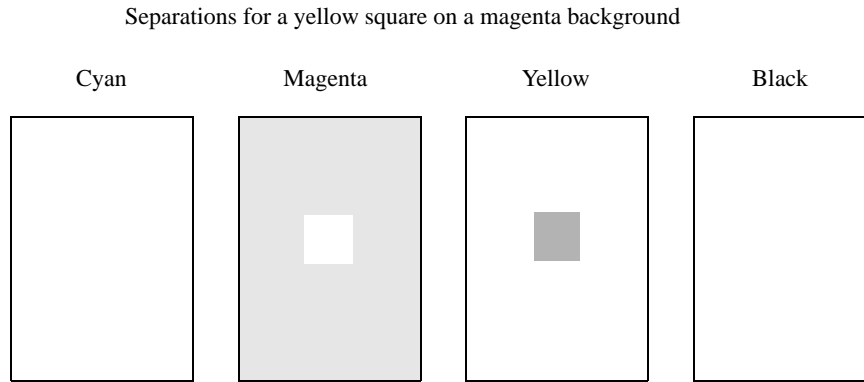 Separations for a yellow square on a magenta background
Cyan Magenta Yellow Black